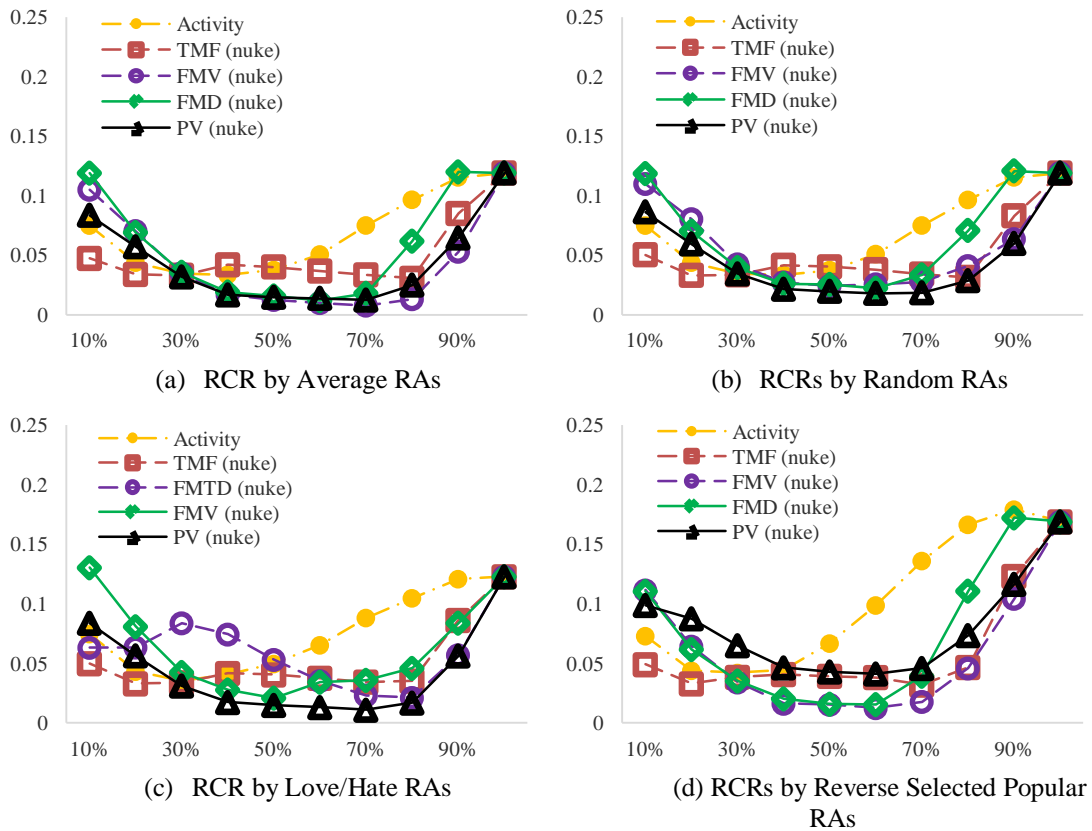 0.25
0.2
0.15
0.1
0.05
0
Activity
TMF (nuke)
FMV (nuke)
FMD (nuke)
PV (nuke)
10% 30% 50% 70% 90%
(a) RCR by Average RAs
0.25
0.2
0.15
0.1
0.05
0
Activity
TMF (nuke)
FMV (nuke)
FMD (nuke)
PV (nuke)
10% 30% 50% 70% 90%
(b) RCRs by Random RAs
0.25
0.2
0.15
0.1
0.05
0
Activity
TMF (nuke)
FMTD (nuke)
FMV (nuke)
PV (nuke)
10% 30% 50% 70% 90%
(c) RCR by Love/Hate RAs
0.25
0.2
0.15
0.1
0.05
0
Activity
TMF (nuke)
FMV (nuke)
FMD (nuke)
PV (nuke)
10% 30% 50% 70% 90%
(d) RCRs by Reverse Selected Popular
RAs